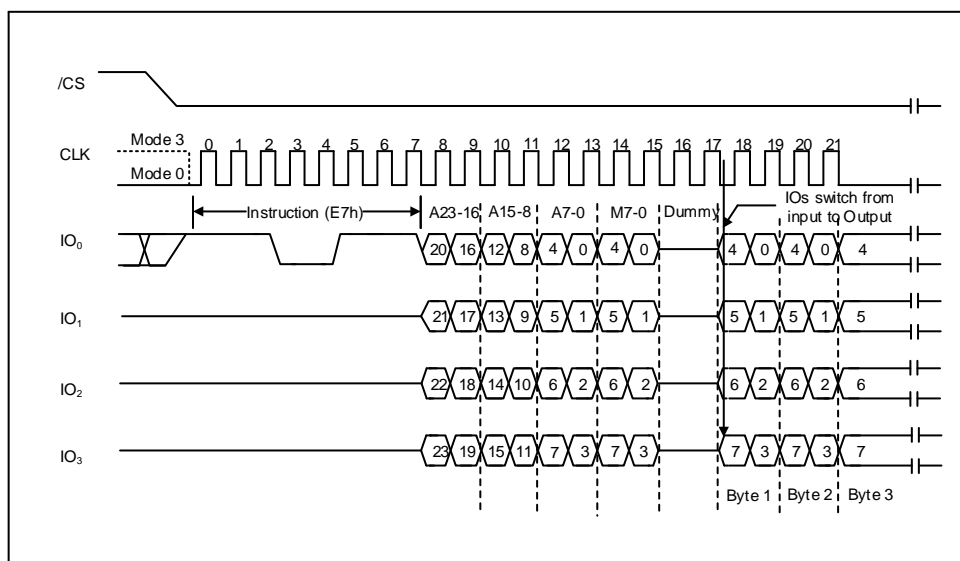 /CS
Mode 3
0 1 2 3 4 5 6 7 8 9 10 11 12 13 14 15 16 17 18 19 20 21
CLK
Mode 0
Instruction (E7h)
A23-16 A15-8 A7-0 M7-0 Dummy
IOs switch from
input to Output
IO0
20 16 12 8 4 0 4 0 4 0 4 0 4
IO1
21 17 13 9 5 1 5 1 5 1 5 1 5
IO2
22 18 14 10 6 2 6 2 6 2 6 2 6
IO3
23 19 15 11 7 3 7 3 7 3 7 3 7
Byte 1 Byte 2 Byte 3